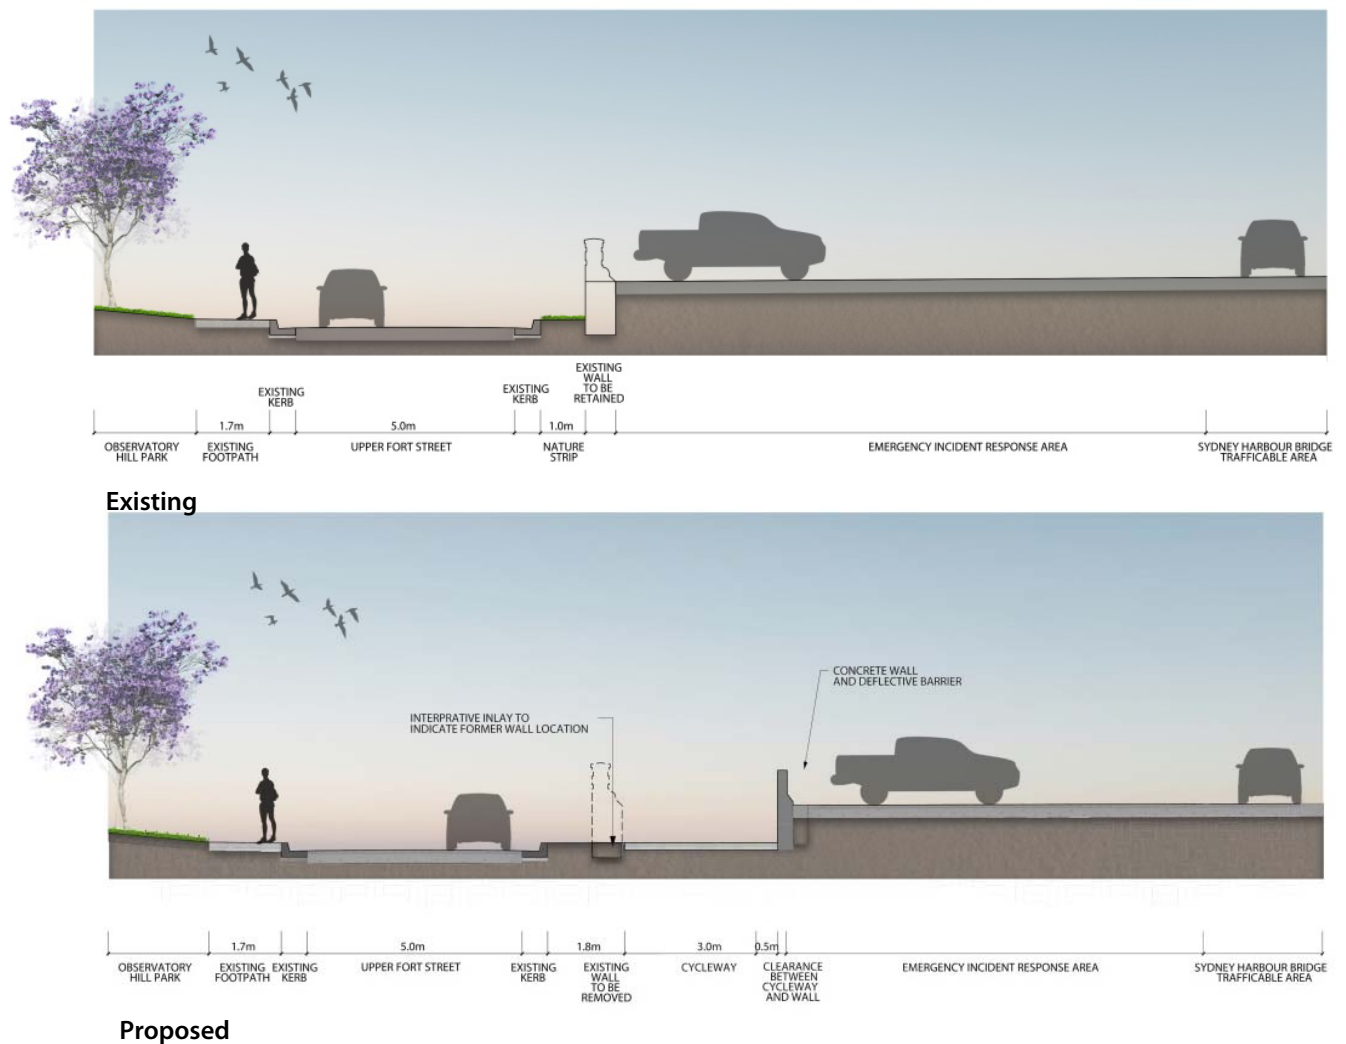 EXISTING
WALL
TO BE
RETAINED
EXISTING
KERB
EXISTING
KERB
1.7m
5.0m
1.0m
OBSERVATORY
HILL PARK
EXISTING
FOOTPATH
UPPER FORT STREET
NATURE
STRIP
EMERGENCY INCIDENT RESPONSE AREA
SYDNEY HARBOUR BRIDGE
TRAFFICABLE AREA
Existing
CONCRETE WALL
AND DEFLECTIVE BARRIER
INTERPRATIVE INLAY TO
INDICATE FORMER WALL LOCATION
1.7m
5.0m
1.8m
3.0m
0.5m
OBSERVATORY
HILL PARK
EXISTING
FOOTPATH
EXISTING
KERB
UPPER FORT STREET
EXISTING
KERB
EXISTING
WALL
TO BE
REMOVED
CYCLEWAY
CLEARANCE
BETWEEN
CYCLEWAY
AND WALL
EMERGENCY INCIDENT RESPONSE AREA
SYDNEY HARBOUR BRIDGE
TRAFFICABLE AREA
Proposed